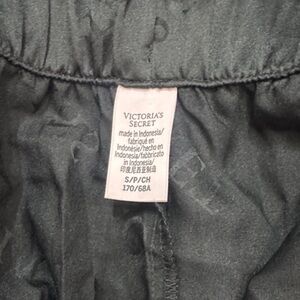 VICTORIA'S
SECRET
made in Indonesia/
fabriqué en
Indonésie/hecho en
Indonesia/fabbricato
in Indonesia/
印度尼西亚制造
S/P/CH
170/68A